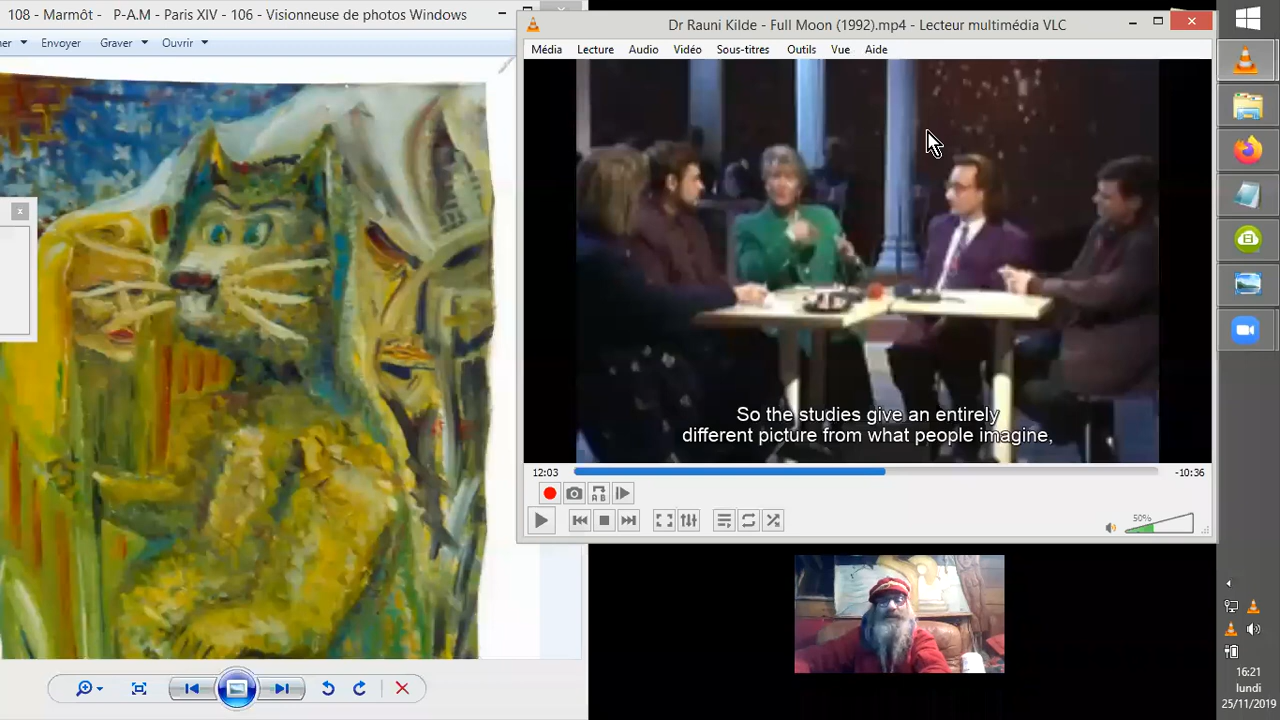 108 - Marmôt - P-A-M - Paris XIV - 106 - Visionneuse de photos Windows
Envoyer Graver Ouvrir
Dr Rauni Kilde - Full Moon (1992).mp4 - Lecteur multimédia VLC
Média Lecture Audio Vidéo Sous-titres Outils Vue Aide
So the studies give an entirely
different picture from what people imagine,
12:03
-10:36
50%
16:21
lundi
25/11/2019